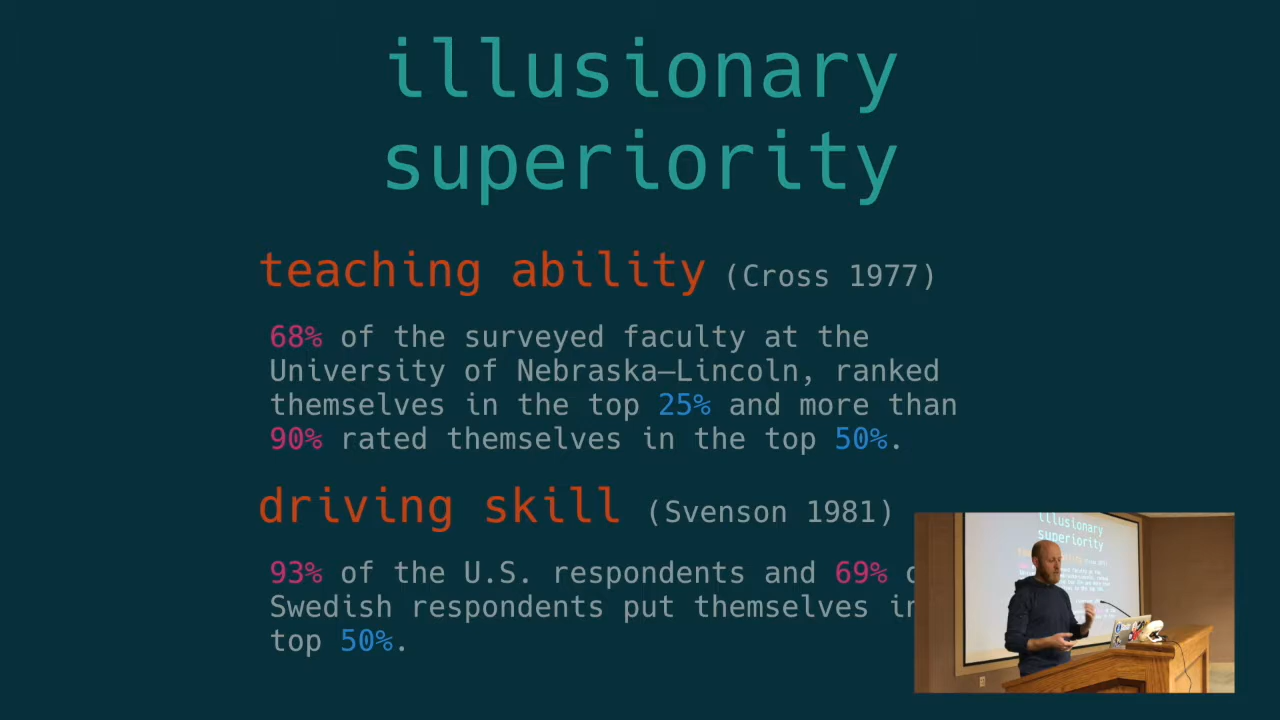 illusionary
superiority
teaching ability (Cross 1977)
68% of the surveyed faculty at the
University of Nebraska–Lincoln, ranked
themselves in the top 25% and more than
90% rated themselves in the top 50%.
driving skill (Svenson 1981)
93% of the U.S. respondents and 69%
Swedish respondents put themselves
top 50%.
illusionary
superiority